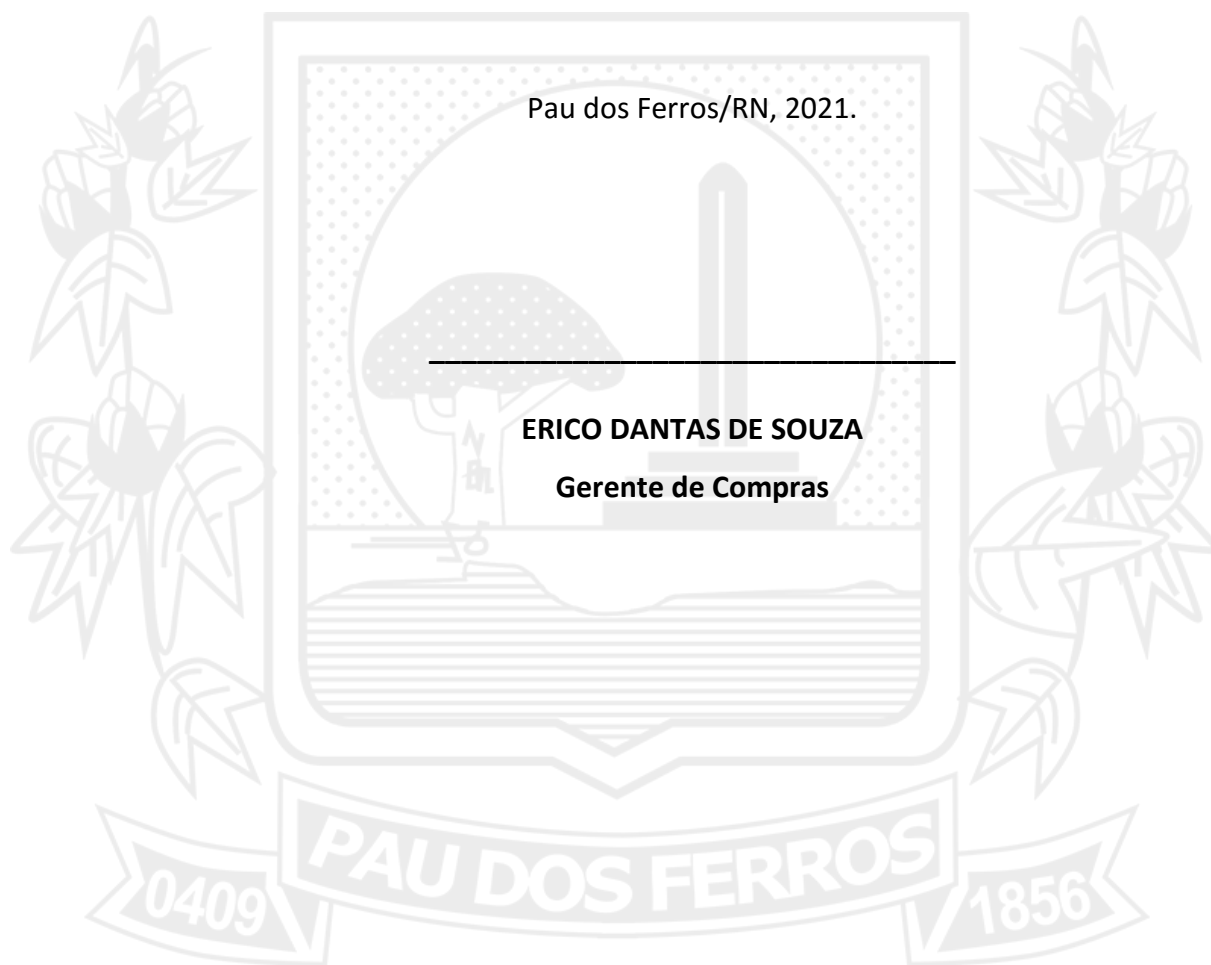 Pau dos Ferros/RN, 2021.
ERICO DANTAS DE SOUZA
Gerente de Compras
PAU DOS FERROS
0409
1856